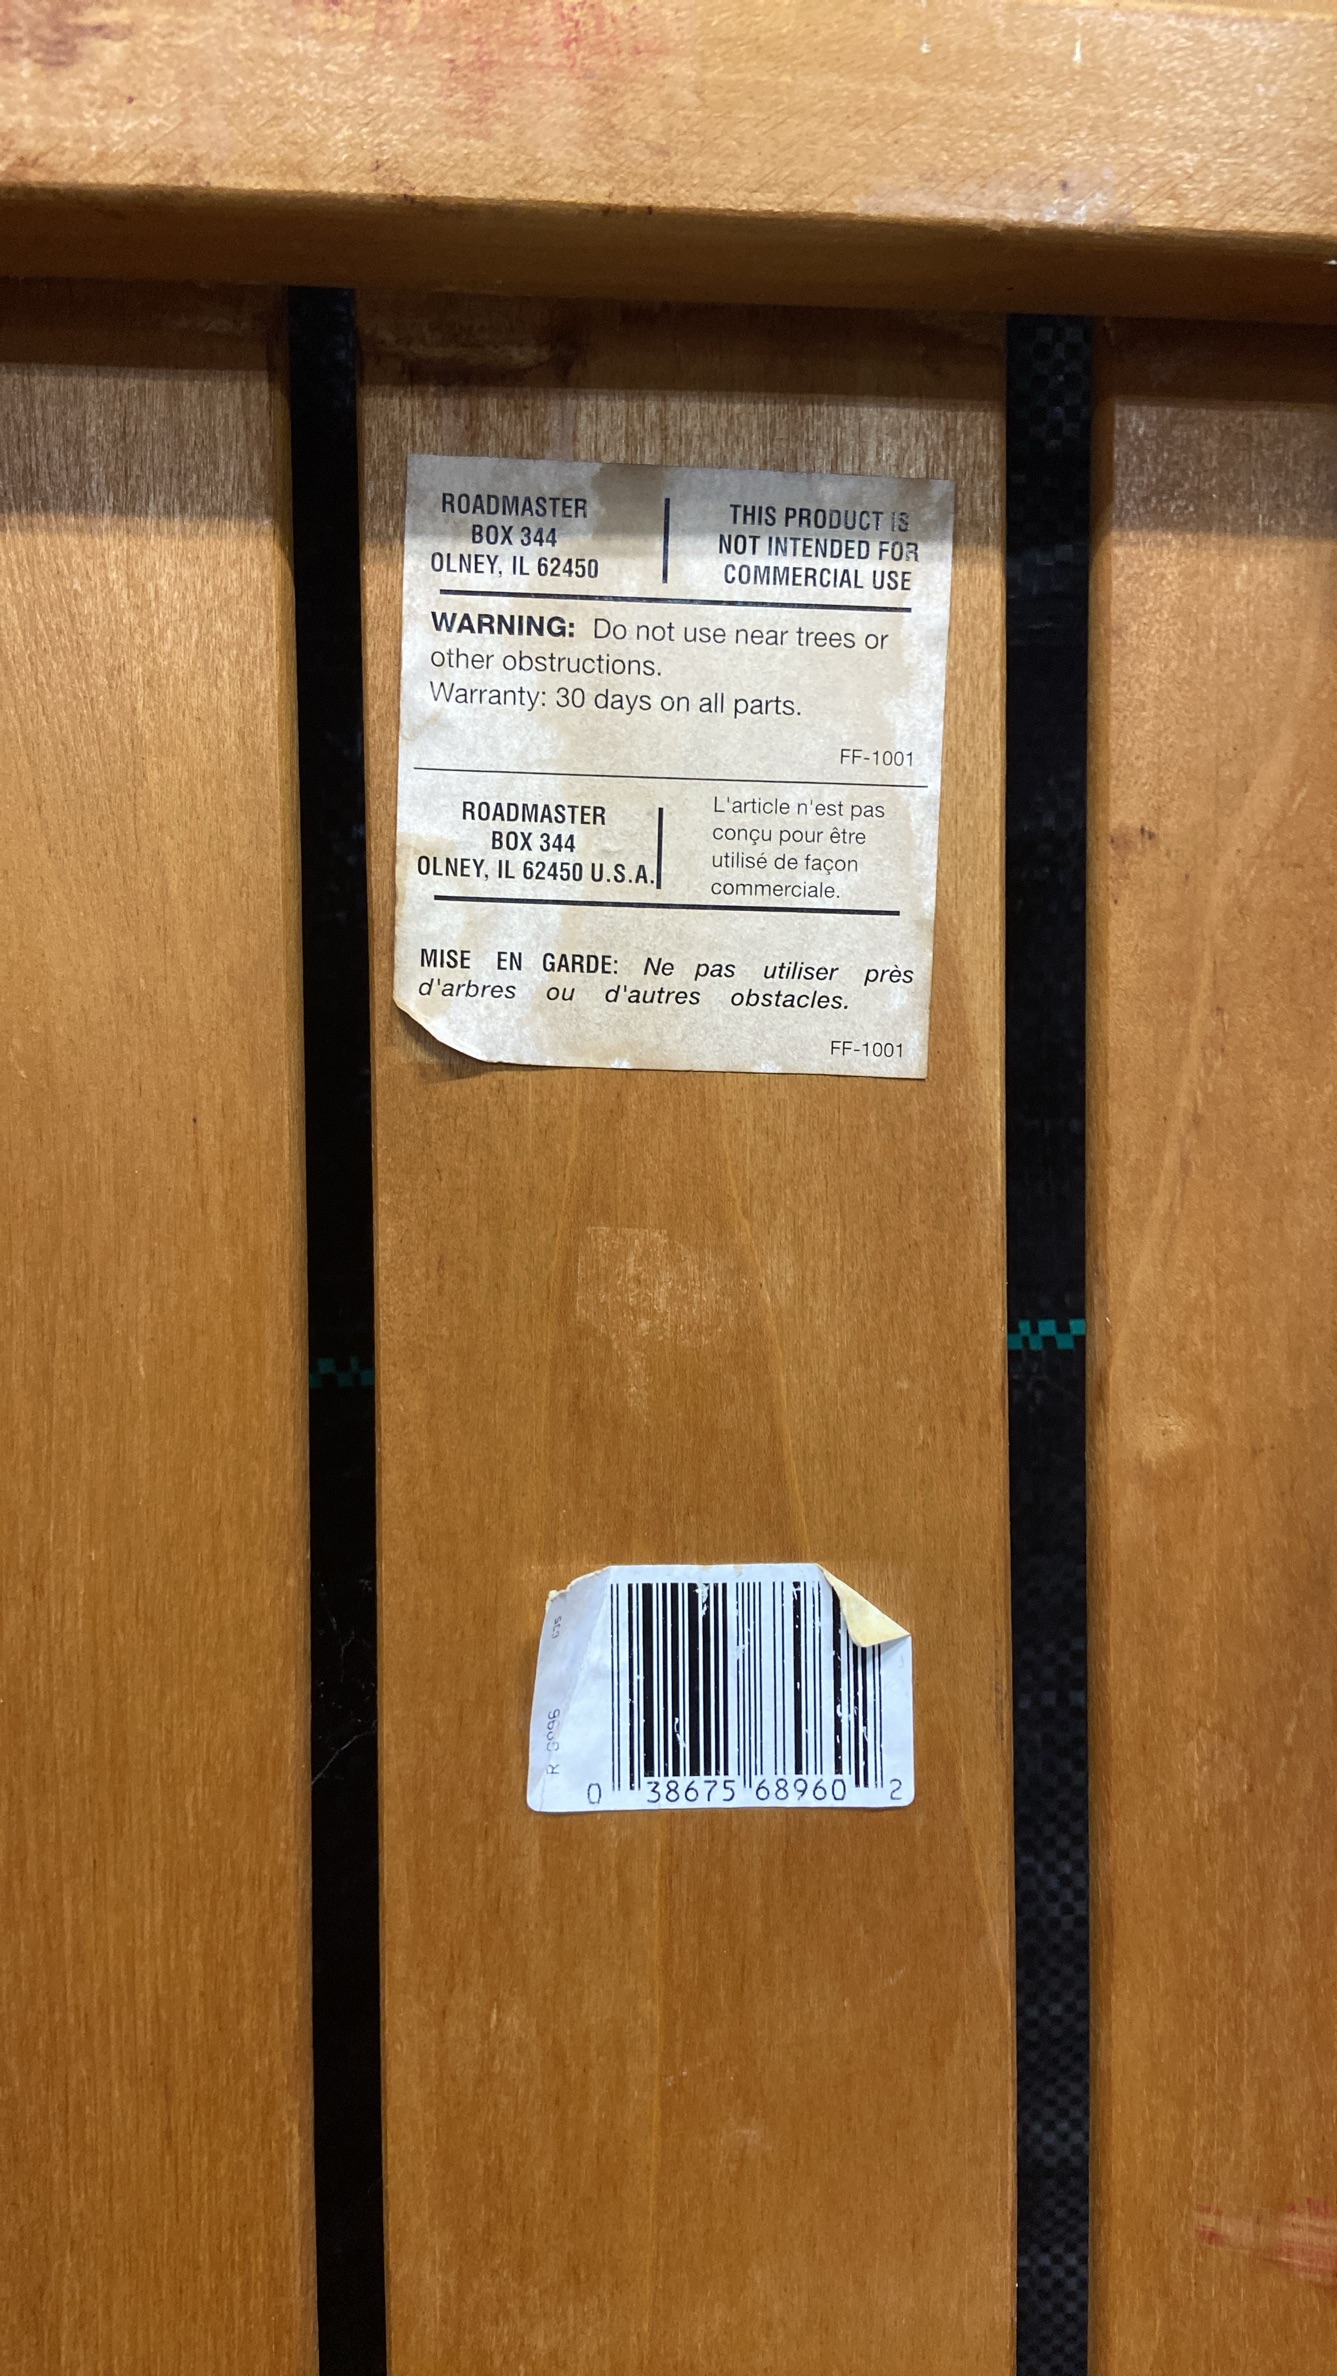 ROADMASTER
BOX 344
OLNEY, IL 62450
THIS PRODUCT IS
NOT INTENDED FOR
COMMERCIAL USE
WARNING: Do not use near trees or
other obstructions.
Warranty: 30 days on all parts.
FF-1001
ROADMASTER
BOX 344
OLNEY, IL 62450 U.S.A.
L'article n'est pas
conçu pour être
utilisé de façon
commerciale.
MISE EN GARDE: Ne pas utiliser près
d'arbres ou d'autres obstacles.
FF-1001
0 38675 68960 2